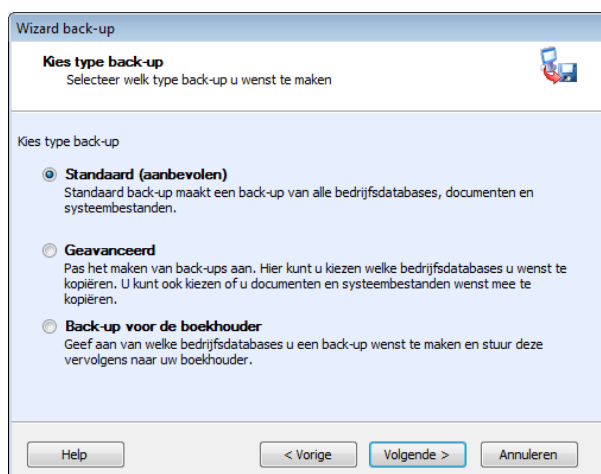 Wizard back-up
Kies type back-up
Selecteer welk type back-up u wenst te maken
Kies type back-up
Standaard (aanbevolen)
Standaard back-up maakt een back-up van alle bedrijfsdatabases, documenten en
systeembestanden.
Geavanceerd
Pas het maken van back-ups aan. Hier kunt u kiezen welke bedrijfsdatabases u wenst te
kopiëren. U kunt ook kiezen of u documenten en systeembestanden wenst mee te
kopiëren.
Back-up voor de boekhouder
Geef aan van welke bedrijfsdatabases u een back-up wenst te maken en stuur deze
vervolgens naar uw boekhouder.
Help
< Vorige
Volgende >
Annuleren